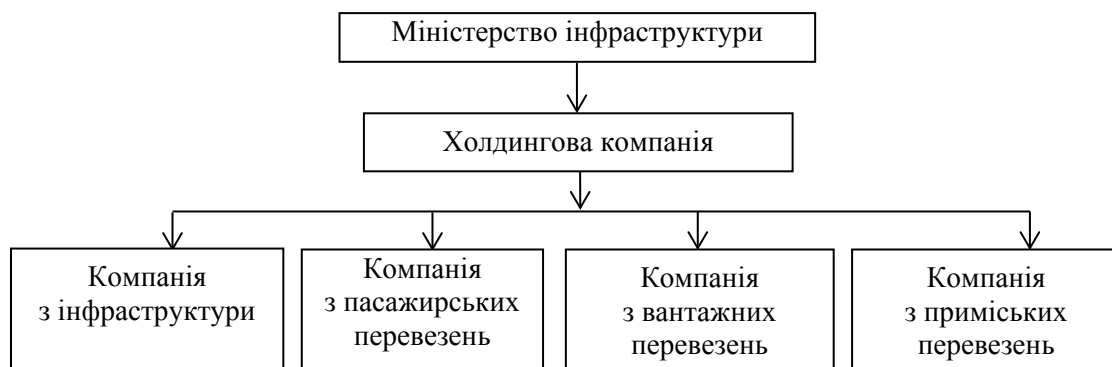 Міністерство інфраструктури
Холдингова компанія
Компанія
з інфраструктури
Компанія
з пасажирських
перевезень
Компанія
з вантажних
перевезень
Компанія
з приміських
перевезень